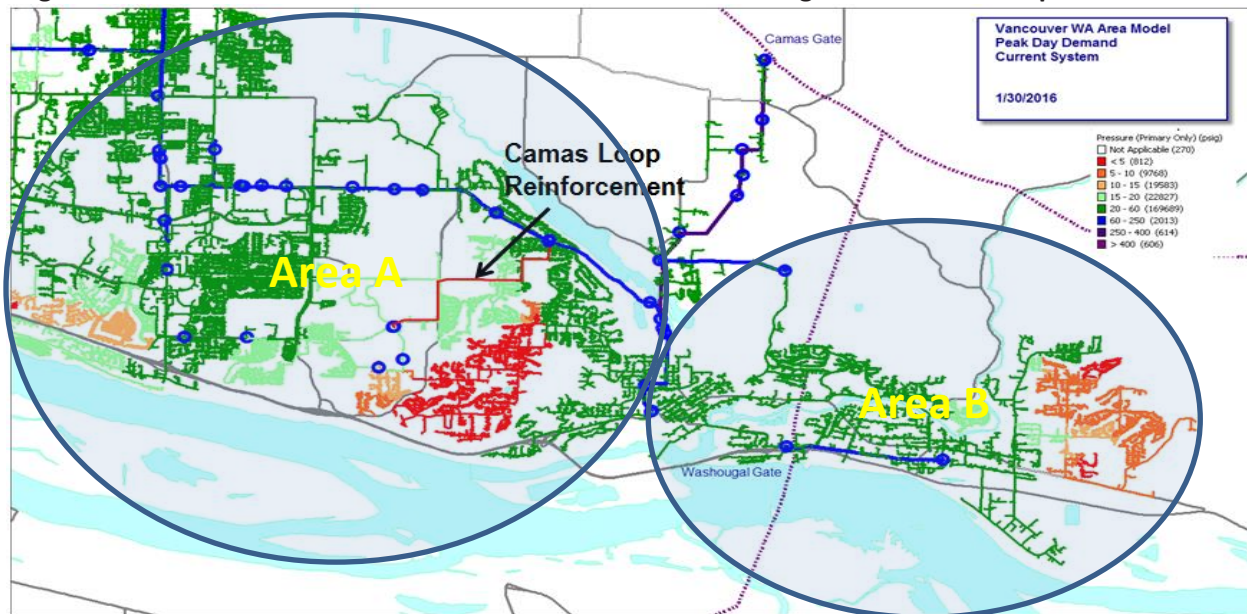 Vancouver WA Area Model
Peak Day Demand
Current System
1/30/2016
Camas Gate
Pressure (Primary Only) (psig)
Not Applicable (270)
< 5 (812)
5 - 10 (9768)
10 - 15 (19583)
15 - 20 (22827)
20 - 60 (169689)
60 - 250 (2013)
250 - 400 (614)
> 400 (606)
Camas Loop
Reinforcement
Area A
Area B
Washougal Gate